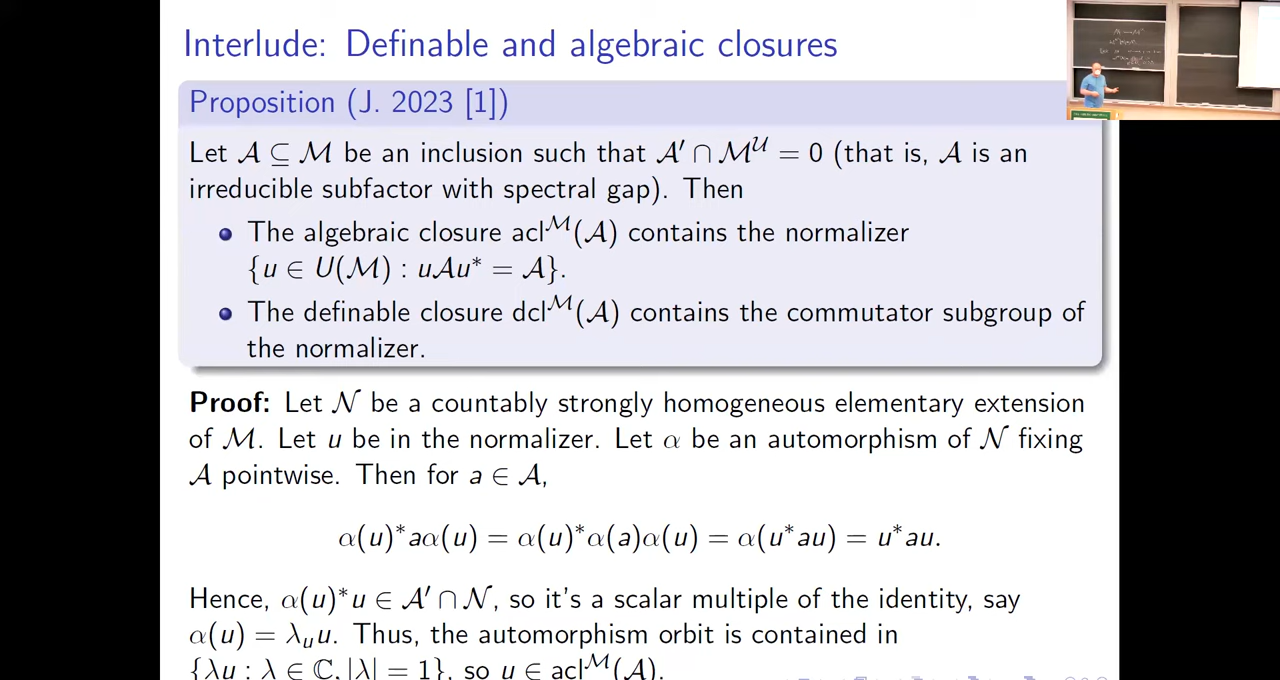 Interlude: Definable and algebraic closures
Proposition (J. 2023 [1])
Let 𝒜 ⊆ ℳ be an inclusion such that 𝒜′ ∩ ℳ^𝒰 = 0 (that is, 𝒜 is an
irreducible subfactor with spectral gap). Then
• The algebraic closure acl^ℳ(𝒜) contains the normalizer
{u ∈ U(ℳ) : u𝒜u* = 𝒜}.
• The definable closure dcl^ℳ(𝒜) contains the commutator subgroup of
the normalizer.
Proof: Let 𝒩 be a countably strongly homogeneous elementary extension
of ℳ. Let u be in the normalizer. Let α be an automorphism of 𝒩 fixing
𝒜 pointwise. Then for a ∈ 𝒜,
α(u)*aα(u) = α(u)*α(a)α(u) = α(u*au) = u*au.
Hence, α(u)*u ∈ 𝒜′ ∩ 𝒩, so it's a scalar multiple of the identity, say
α(u) = λ_u u. Thus, the automorphism orbit is contained in
{λu : λ ∈ ℂ, |λ| = 1}, so u ∈ acl^ℳ(𝒜).